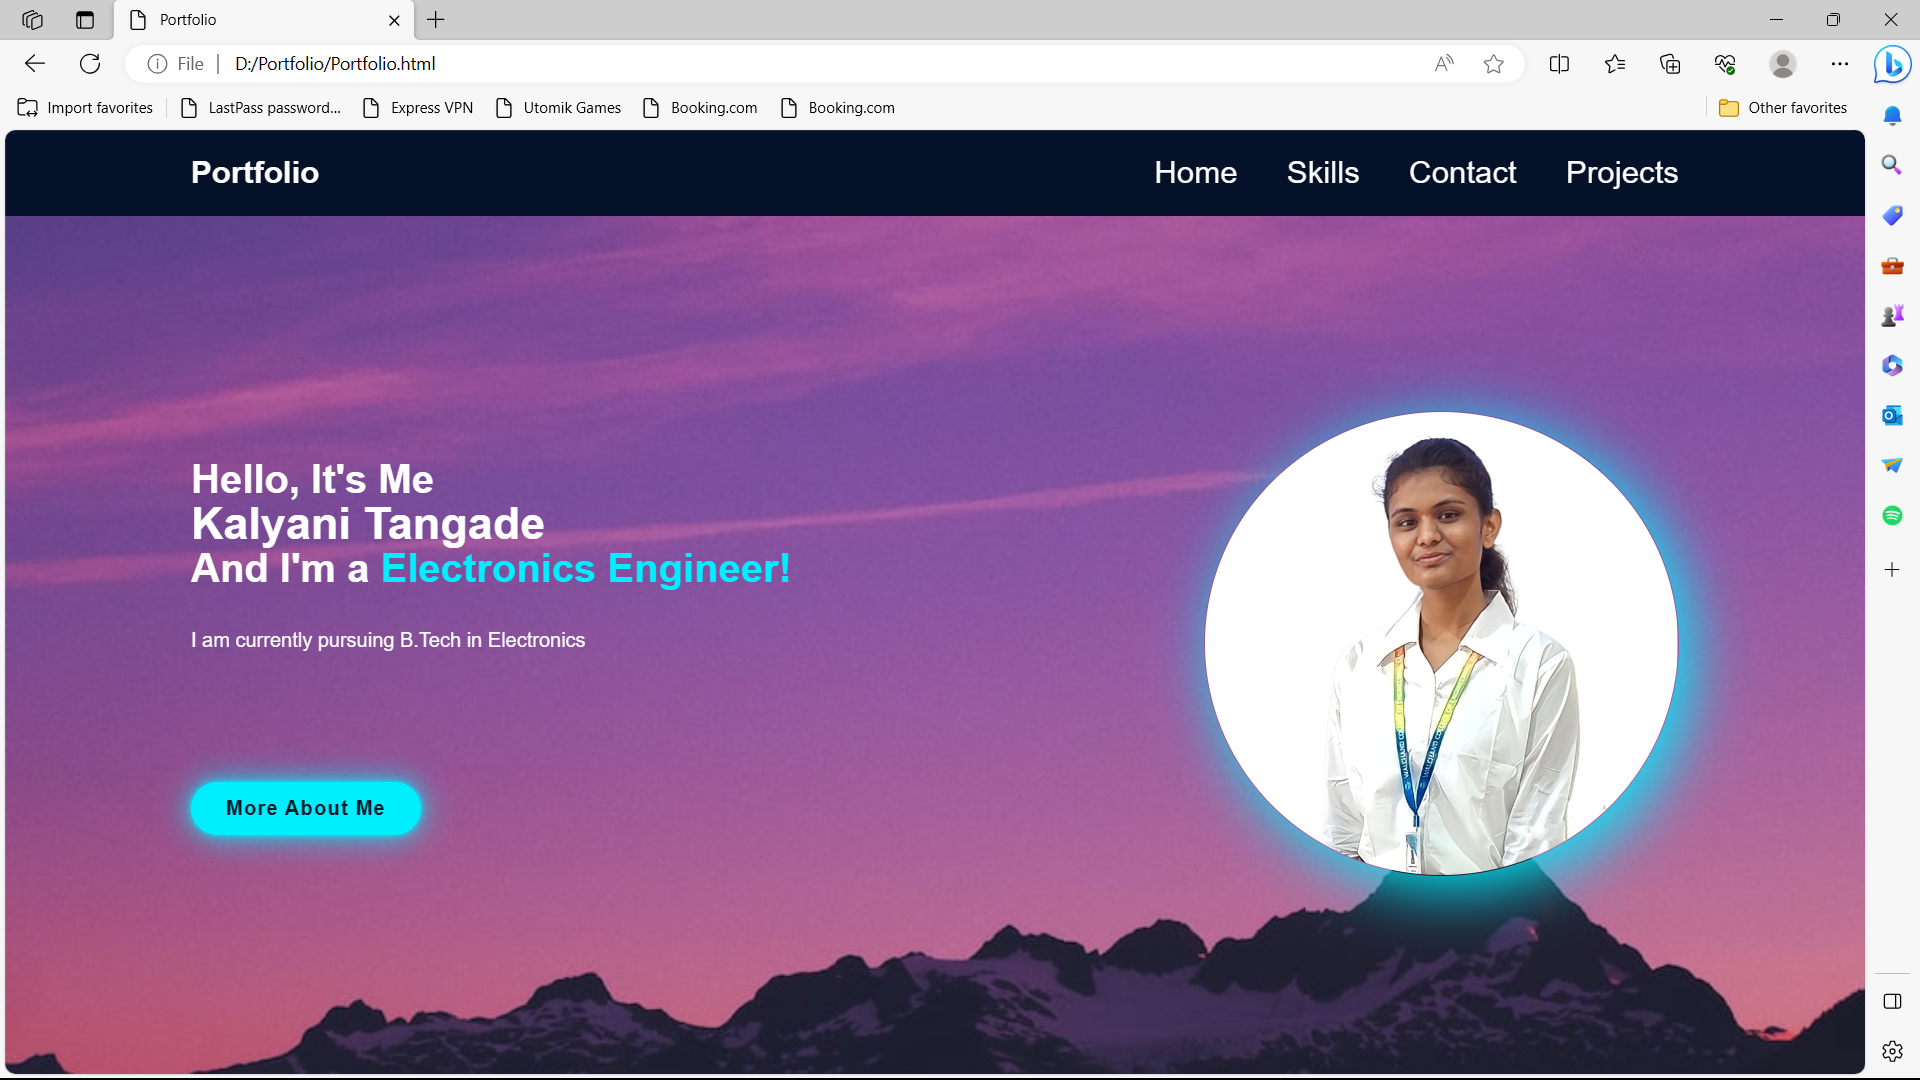 Portfolio
File
D:/Portfolio/Portfolio.html
Import favorites
LastPass password...
Express VPN
Utomik Games
Booking.com
Booking.com
Other favorites
Portfolio
Home
Skills
Contact
Projects
Hello, It's Me
Kalyani Tangade
And I'm a Electronics Engineer!
I am currently pursuing B.Tech in Electronics
More About Me